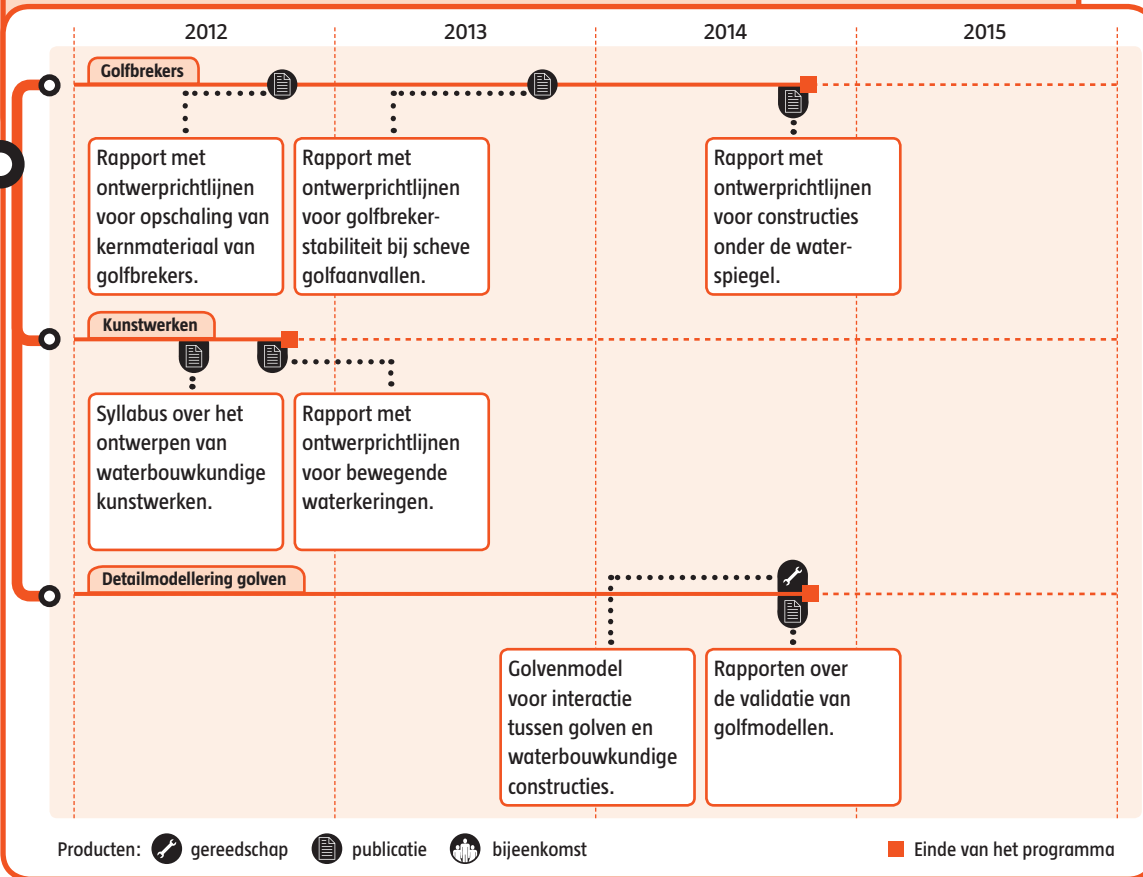 2012
2013
2014
2015
Golfbrekers
Rapport met
ontwerprichtlijnen
voor opschaling van
kernmateriaal van
golfbrekers.
Rapport met
ontwerprichtlijnen
voor golfbreker-
stabiliteit bij scheve
golfaanvallen.
Rapport met
ontwerprichtlijnen
voor constructies
onder de water-
spiegel.
Kunstwerken
Syllabus over het
ontwerpen van
waterbouwkundige
kunstwerken.
Rapport met
ontwerprichtlijnen
voor bewegende
waterkeringen.
Detailmodellering golven
Golvenmodel
voor interactie
tussen golven en
waterbouwkundige
constructies.
Rapporten over
de validatie van
golfmodellen.
Producten: gereedschap publicatie bijeenkomst Einde van het programma